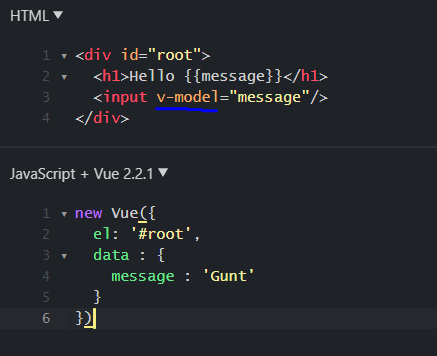 HTML ▼
1 ▾ <div id="root">
2 ▾   <h1>Hello {{message}}</h1>
3     <input v-model="message"/>
4   </div>
JavaScript + Vue 2.2.1 ▼
1 ▾ new Vue({
2     el: '#root',
3 ▾   data : {
4       message : 'Gunt'
5     }
6   })